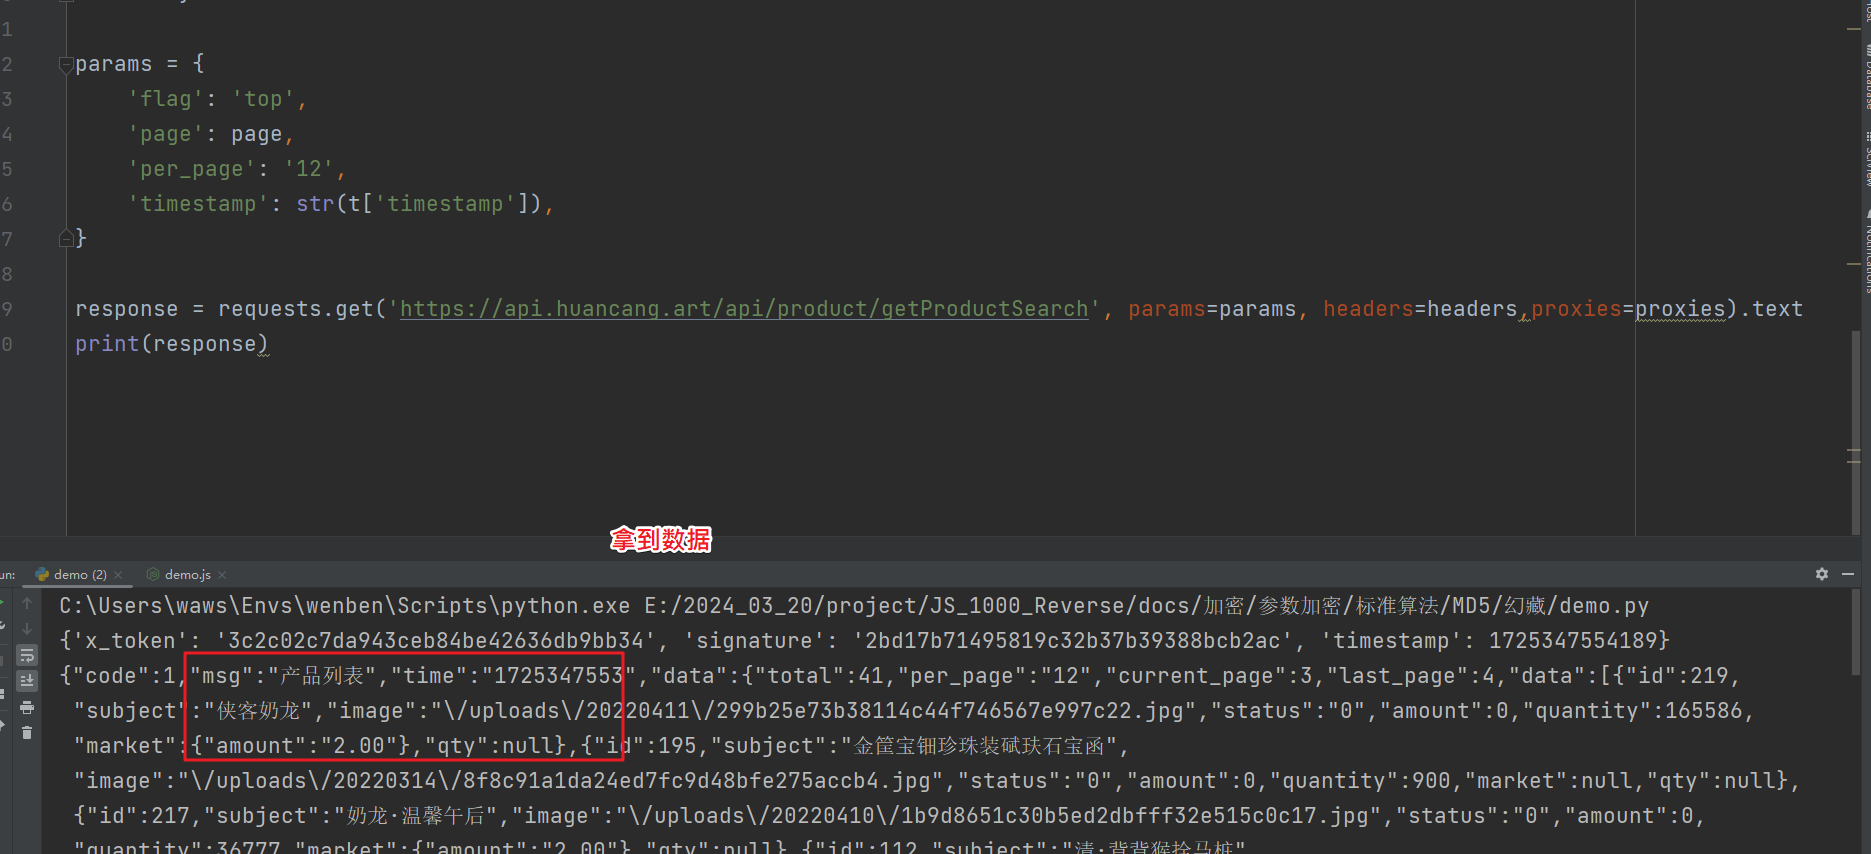 1
2 params = {
3 'flag': 'top',
4 'page': page,
5 'per_page': '12',
6 'timestamp': str(t['timestamp']),
7 }
8
9 response = requests.get('https://api.huancang.art/api/product/getProductSearch', params=params, headers=headers,proxies=proxies).text
0 print(response)
Database
SciView
Notifications
拿到数据
un: demo (2) × demo.js ×
C:\Users\waws\Envs\wenben\Scripts\python.exe E:/2024_03_20/project/JS_1000_Reverse/docs/加密/参数加密/标准算法/MD5/幻藏/demo.py
{'x_token': '3c2c02c7da943ceb84be42636db9bb34', 'signature': '2bd17b71495819c32b37b39388bcb2ac', 'timestamp': 1725347554189}
{"code":1,"msg":"产品列表","time":"1725347553","data":{"total":41,"per_page":"12","current_page":3,"last_page":4,"data":[{"id":219,
"subject":"侠客奶龙","image":"\/uploads\/20220411\/299b25e73b38114c44f746567e997c22.jpg","status":"0","amount":0,"quantity":165586,
"market":{"amount":"2.00"},"qty":null},{"id":195,"subject":"金筐宝钿珍珠装砆玞石宝函",
"image":"\/uploads\/20220314\/8f8c91a1da24ed7fc9d48bfe275accb4.jpg","status":"0","amount":0,"quantity":900,"market":null,"qty":null},
{"id":217,"subject":"奶龙·温馨午后","image":"\/uploads\/20220410\/1b9d8651c30b5ed2dbfff32e515c0c17.jpg","status":"0","amount":0,
"quantity":36777,"market":{"amount":"2.00"},"qty":null},{"id":112,"subject":"清·背背猴拴马桩"